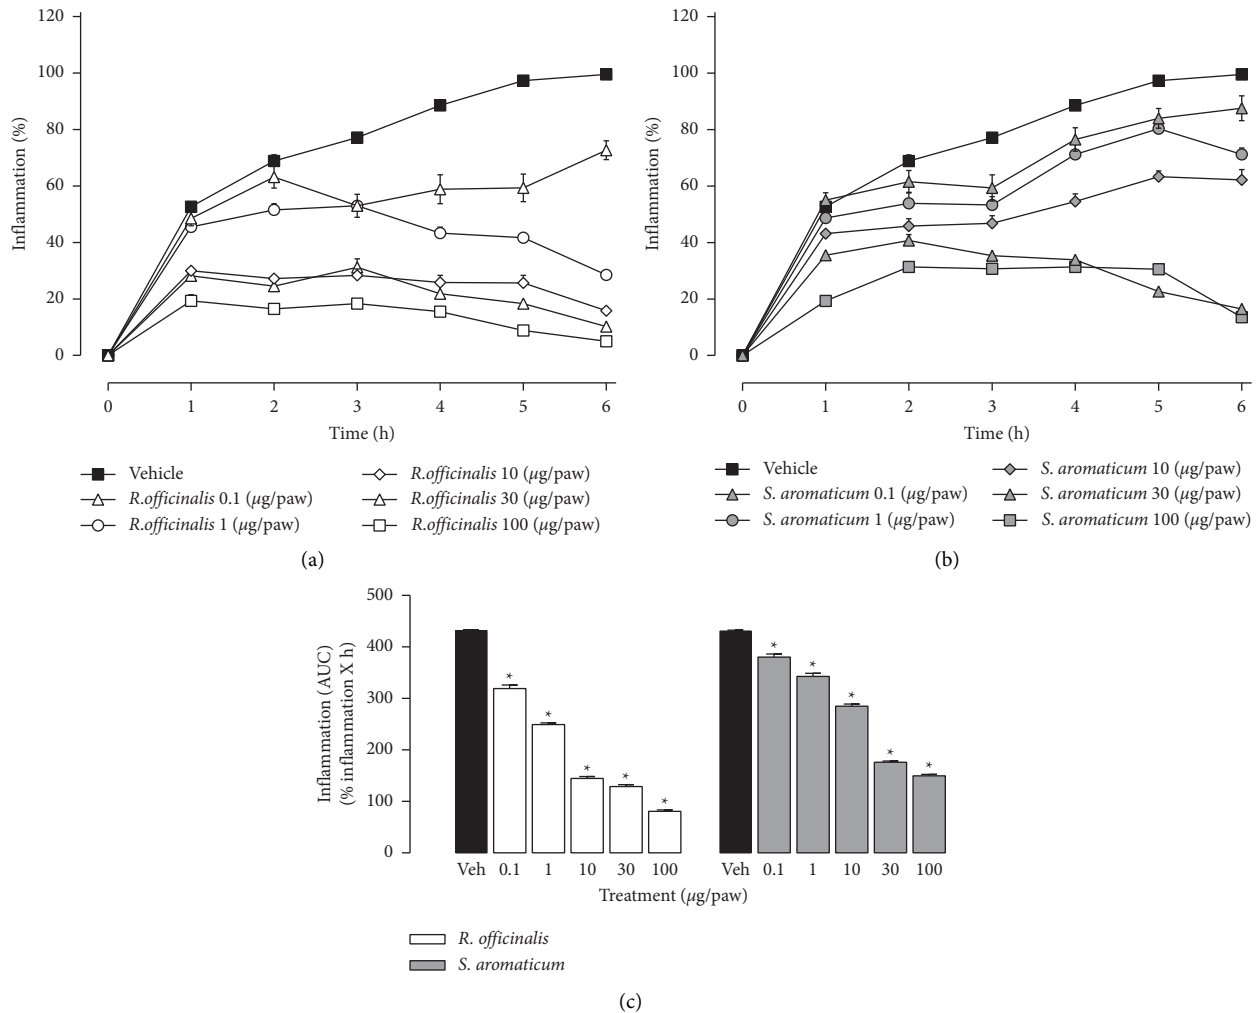 120
100
80
60
40
20
0
Inflammation (%)
0 1 2 3 4 5 6
Time (h)
Vehicle
R.officinalis 0.1 (µg/paw)
R.officinalis 1 (µg/paw)
R.officinalis 10 (µg/paw)
R.officinalis 30 (µg/paw)
R.officinalis 100 (µg/paw)
(a)
120
100
80
60
40
20
0
Inflammation (%)
0 1 2 3 4 5 6
Time (h)
Vehicle
S. aromaticum 0.1 (µg/paw)
S. aromaticum 1 (µg/paw)
S. aromaticum 10 (µg/paw)
S. aromaticum 30 (µg/paw)
S. aromaticum 100 (µg/paw)
(b)
500
400
300
200
100
0
Inflammation (AUC)
(% inflammation X h)
* * * * * * * * * *
Veh 0.1 1 10 30 100 Veh 0.1 1 10 30 100
Treatment (µg/paw)
R. officinalis
S. aromaticum
(c)